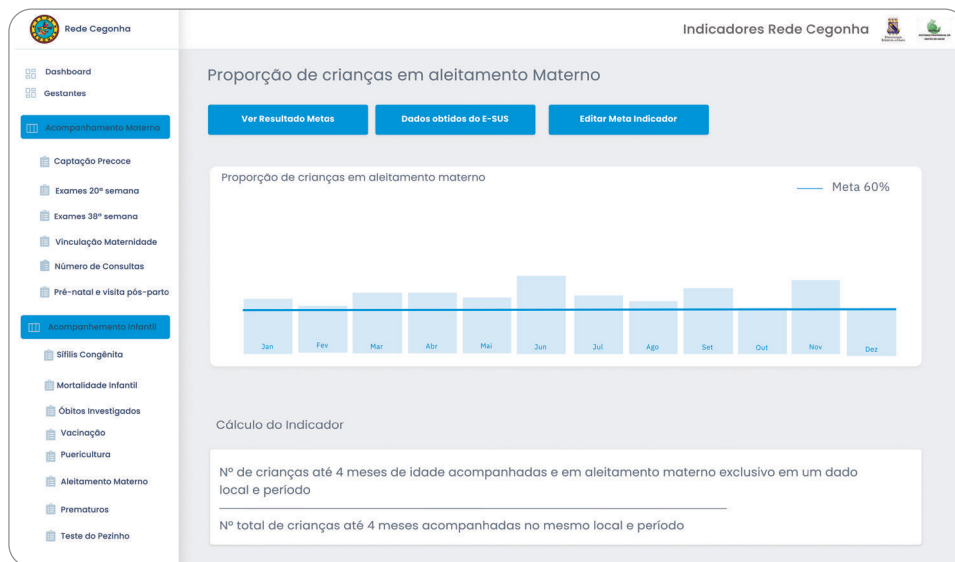 Rede Cegonha
Indicadores Rede Cegonha
Dashboard
Gestantes
Acompanhamento Materno
Captação Precoce
Exames 20ª semana
Exames 38ª semana
Vinculação Maternidade
Número de Consultas
Pré-natal e visita pós-parto
Acompanhemento Infantil
Sífilis Congênita
Mortalidade Infantil
Óbitos Investigados
Vacinação
Puericultura
Aleitamento Materno
Prematuros
Teste do Pezinho
Proporção de crianças em aleitamento Materno
Ver Resultado Metas
Dados obtidos do E-SUS
Editar Meta Indicador
Proporção de crianças em aleitamento materno
Meta 60%
Jan Fev Mar Abr Mai Jun Jul Ago Set Out Nov Dez
Cálculo do Indicador
Nº de crianças até 4 meses de idade acompanhadas e em aleitamento materno exclusivo em um dado
local e período
Nº total de crianças até 4 meses acompanhadas no mesmo local e período